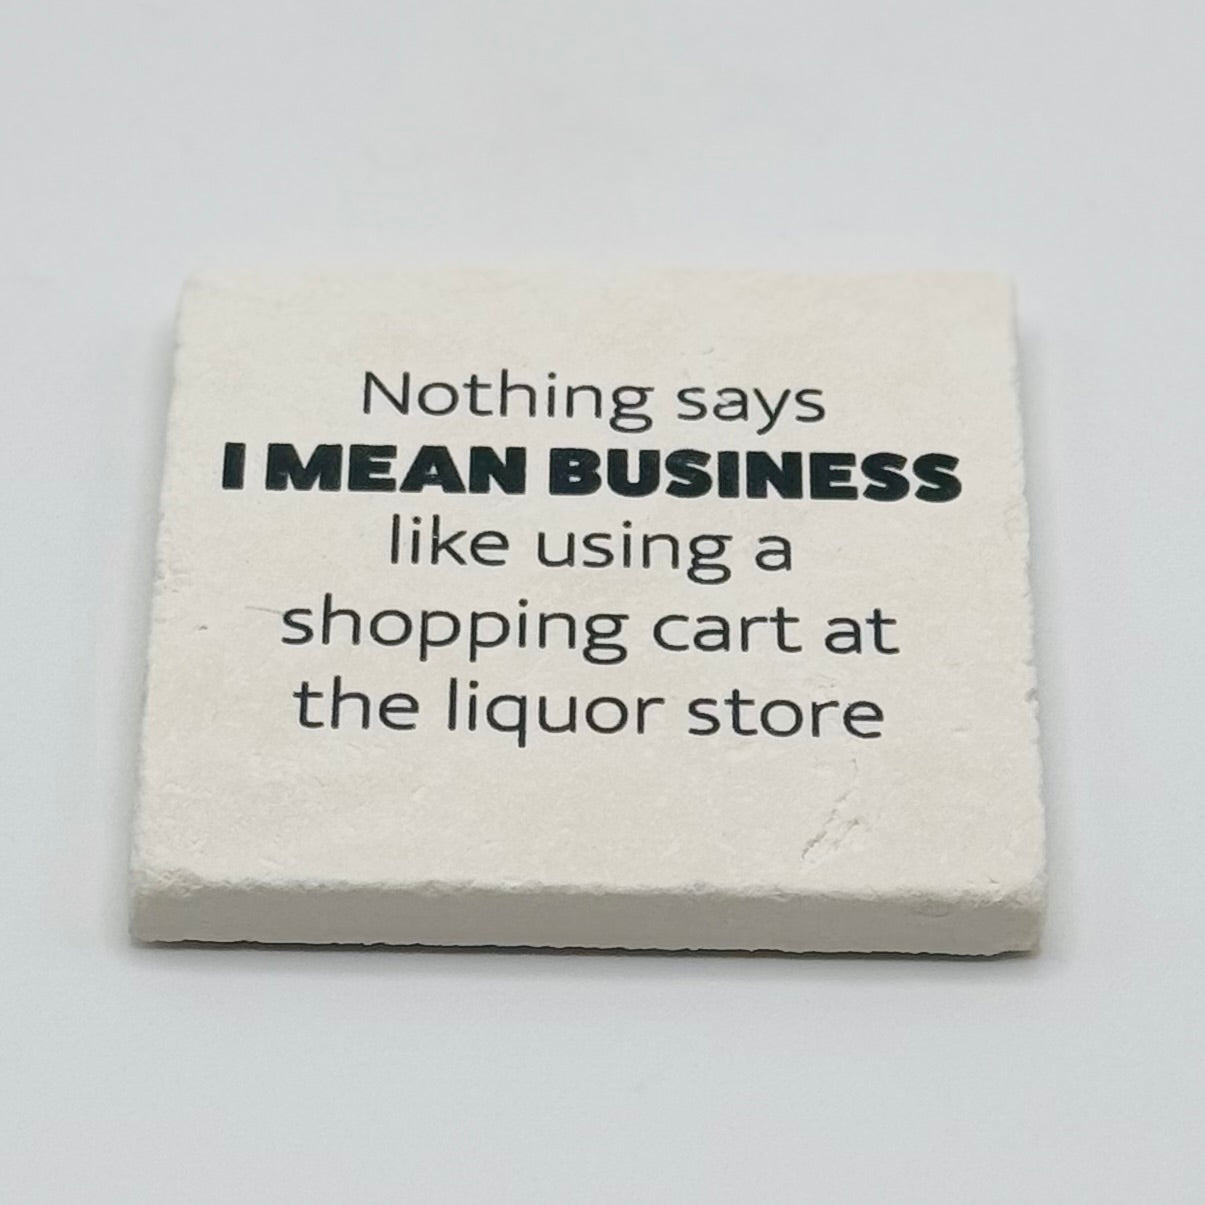 Nothing says
I MEAN BUSINESS
like using a
shopping cart at
the liquor store